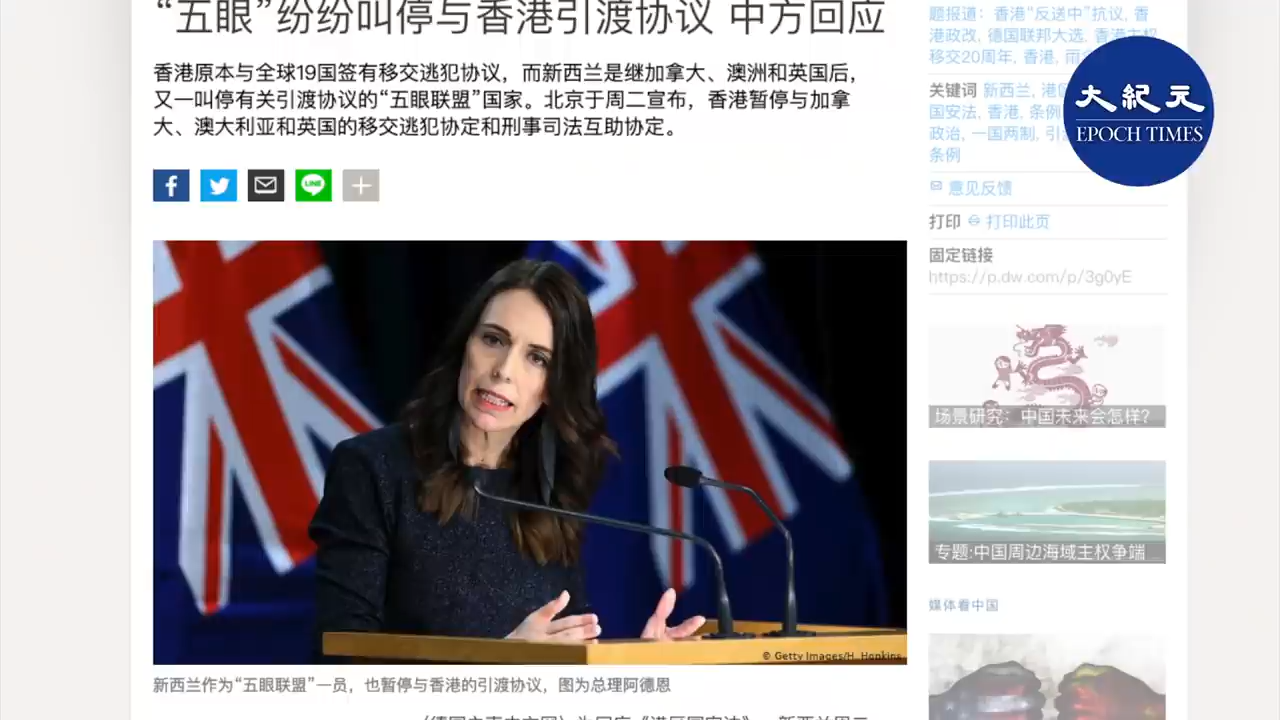 “五眼”纷纷叫停与香港引渡协议 中方回应
香港原本与全球19国签有移交逃犯协议，而新西兰是继加拿大、澳洲和英国后，
又一叫停有关引渡协议的“五眼联盟”国家。北京于周二宣布，香港暂停与加拿
大、澳大利亚和英国的移交逃犯协定和刑事司法互助协定。
LINE
© Getty Images/H. Hopkins
新西兰作为“五眼联盟”一员，也暂停与香港的引渡协议，图为总理阿德恩
题报道：香港“反送中”抗议, 香
港政改, 德国联邦大选, 香港主权
移交20周年, 香港,
大紀元
EPOCH TIMES
关键词 新西兰,
国安法, 香港, 条例
政治, 一国两制,
条例
意见反馈
打印 打印此页
固定链接
https://p.dw.com/p/3g0yE
场景研究：中国未来会怎样？
专题:中国周边海域主权争端
媒体看中国